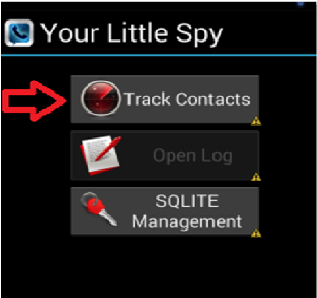 Your Little Spy
Track Contacts
Open Log
SQLITE
Management